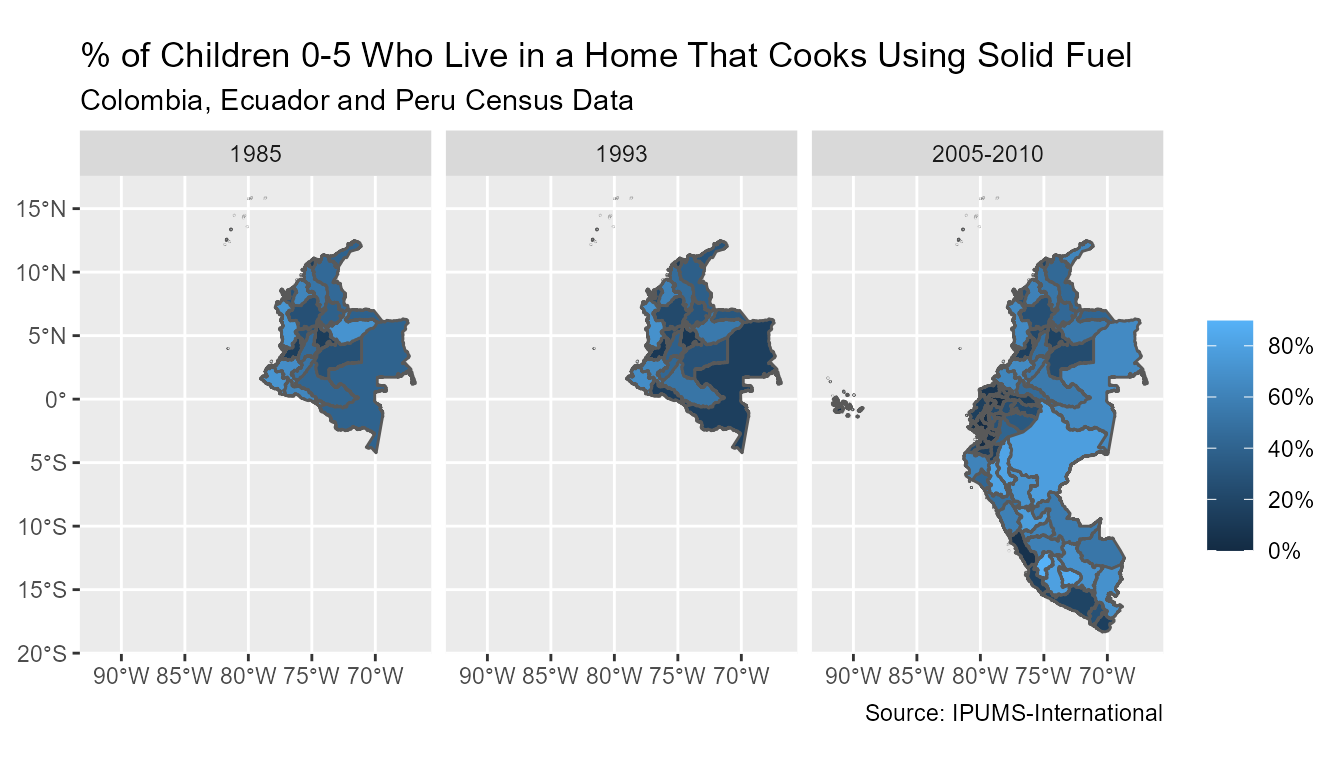 % of Children 0-5 Who Live in a Home That Cooks Using Solid Fuel
Colombia, Ecuador and Peru Census Data
1985
1993
2005-2010
15°N
10°N
5°N
0°
5°S
10°S
15°S
20°S
90°W 85°W 80°W 75°W 70°W
90°W 85°W 80°W 75°W 70°W
90°W 85°W 80°W 75°W 70°W
80%
60%
40%
20%
0%
Source: IPUMS-International